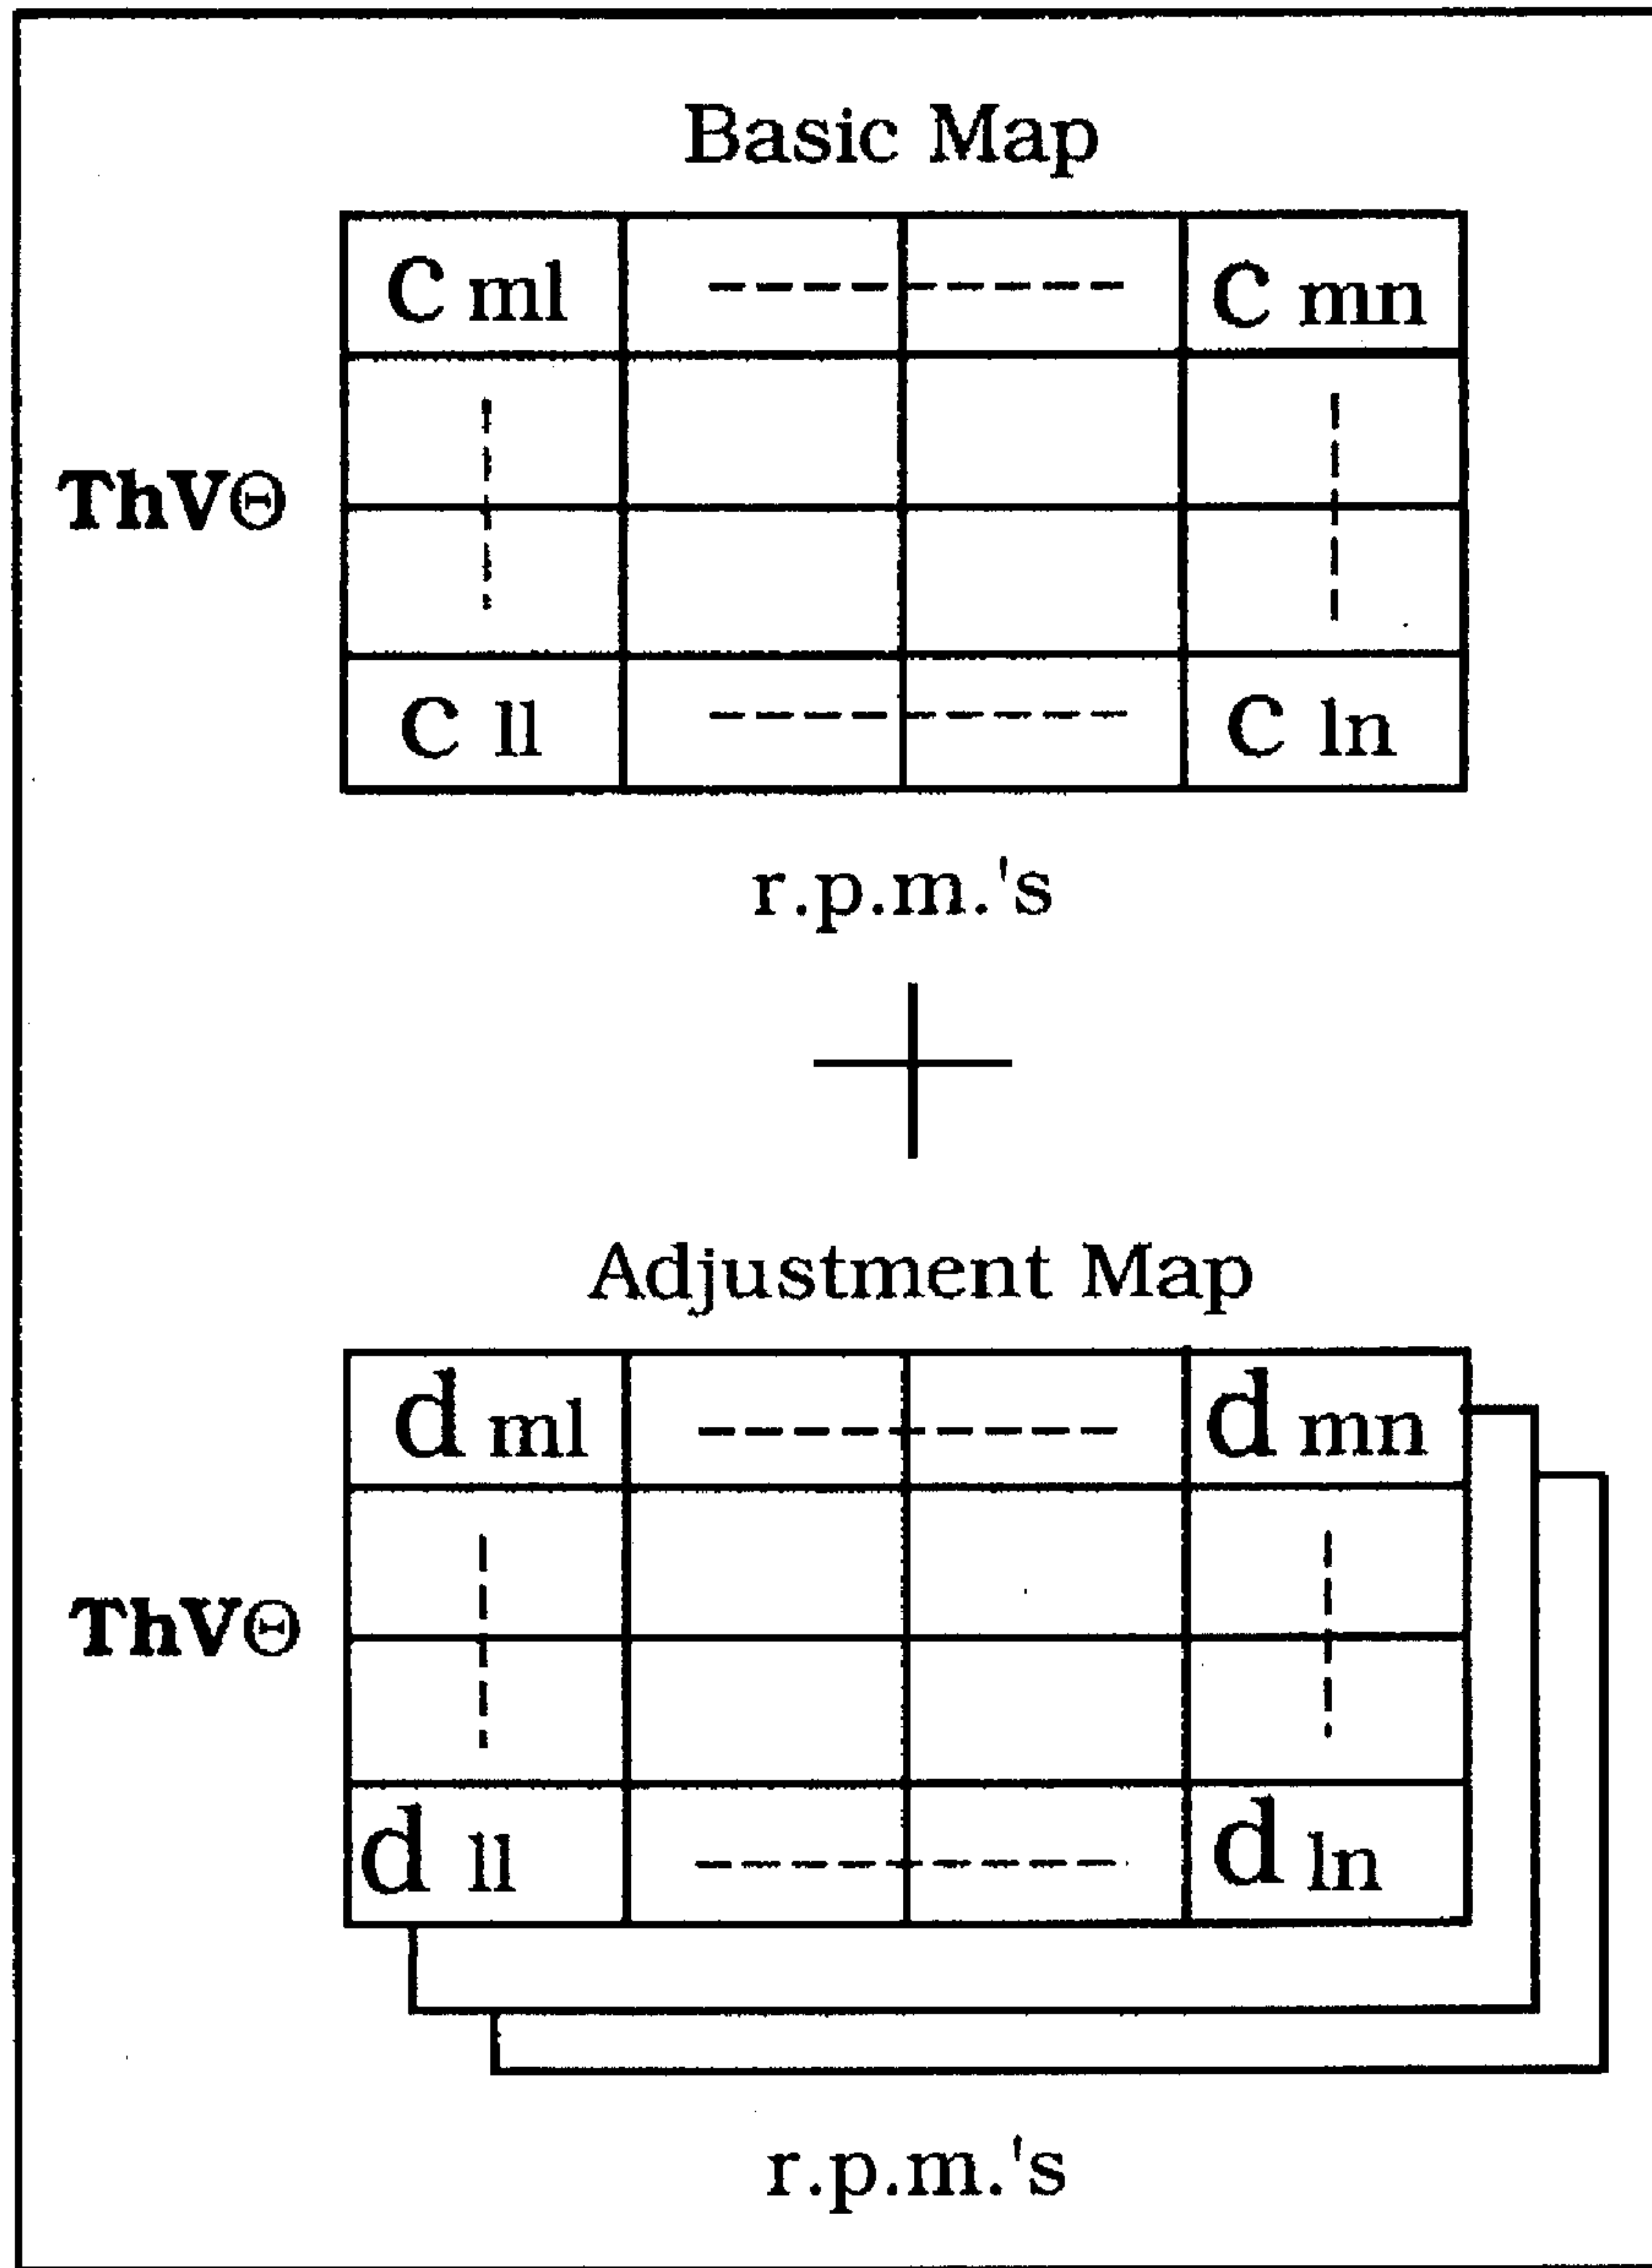 Basic Map
C ml C mn
ThVΘ
C ll C ln
r.p.m.'s
+
Adjustment Map
d ml d mn
ThVΘ
d ll d ln
r.p.m.'s